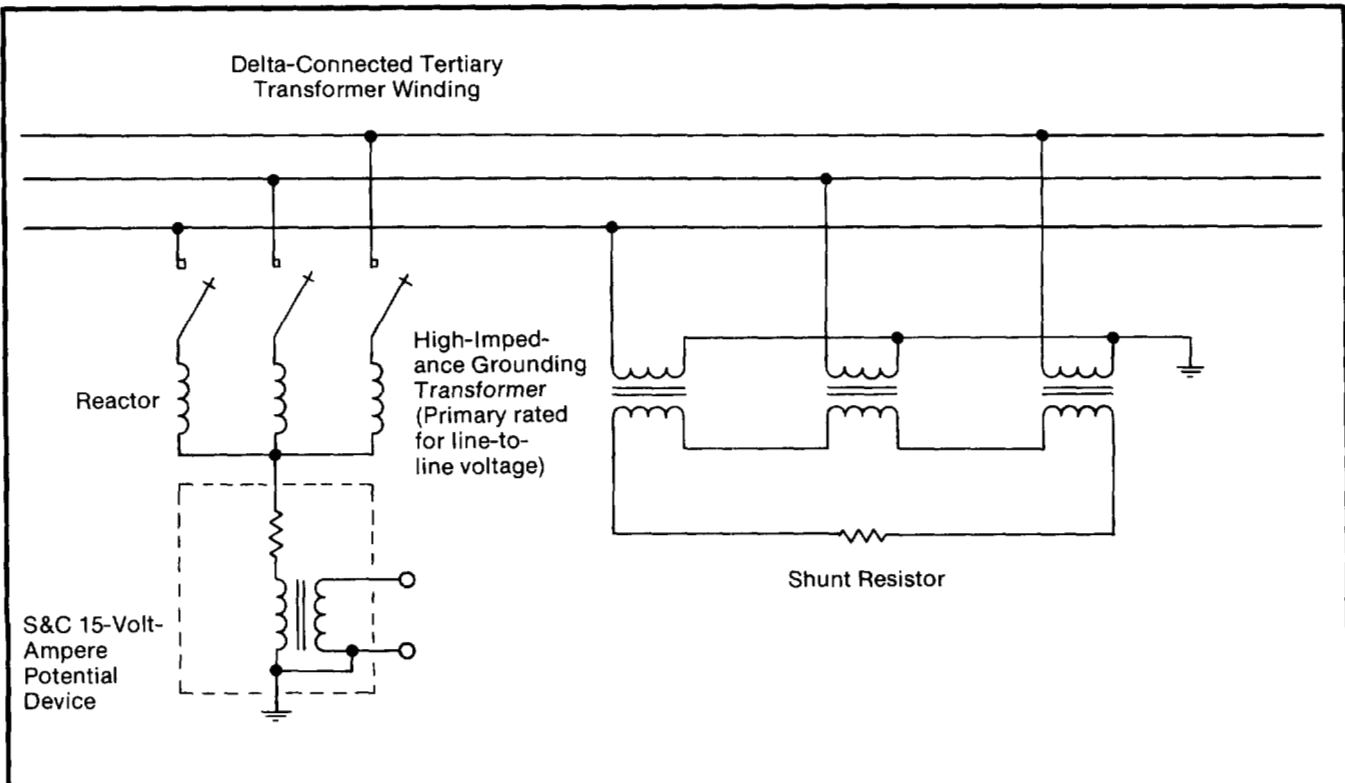 Delta-Connected Tertiary
Transformer Winding
High-Imped-
ance Grounding
Transformer
(Primary rated
for line-to-
line voltage)
Reactor
Shunt Resistor
S&C 15-Volt-
Ampere
Potential
Device